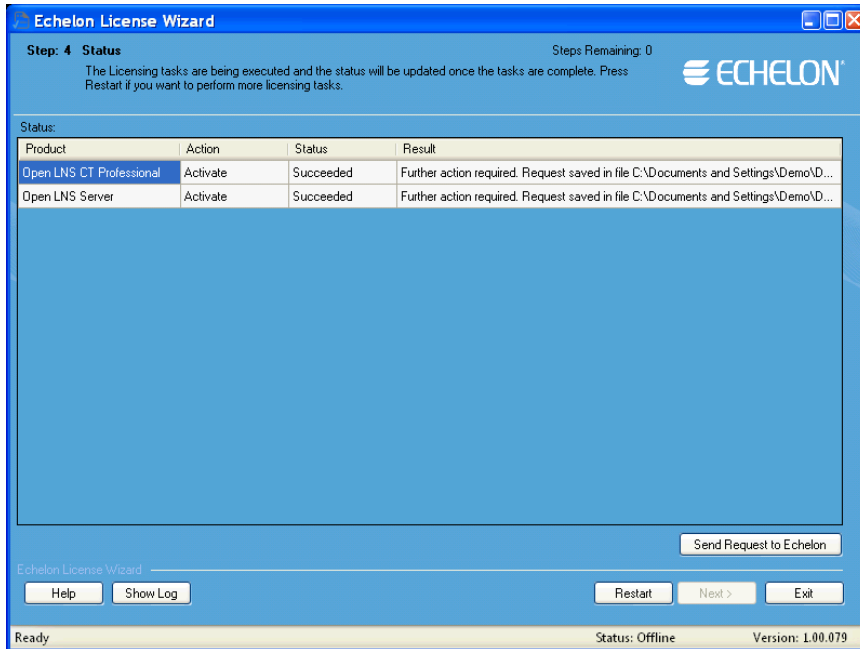 Echelon License Wizard
Step: 4 Status
Steps Remaining: 0
The Licensing tasks are being executed and the status will be updated once the tasks are complete. Press
Restart if you want to perform more licensing tasks.
ECHELON
Status:
Product Action Status Result
Open LNS CT Professional Activate Succeeded Further action required. Request saved in file C:\Documents and Settings\Demo\D...
Open LNS Server Activate Succeeded Further action required. Request saved in file C:\Documents and Settings\Demo\D...
Send Request to Echelon
Echelon License Wizard
Help Show Log Restart Next > Exit
Ready Status: Offline Version: 1.00.079